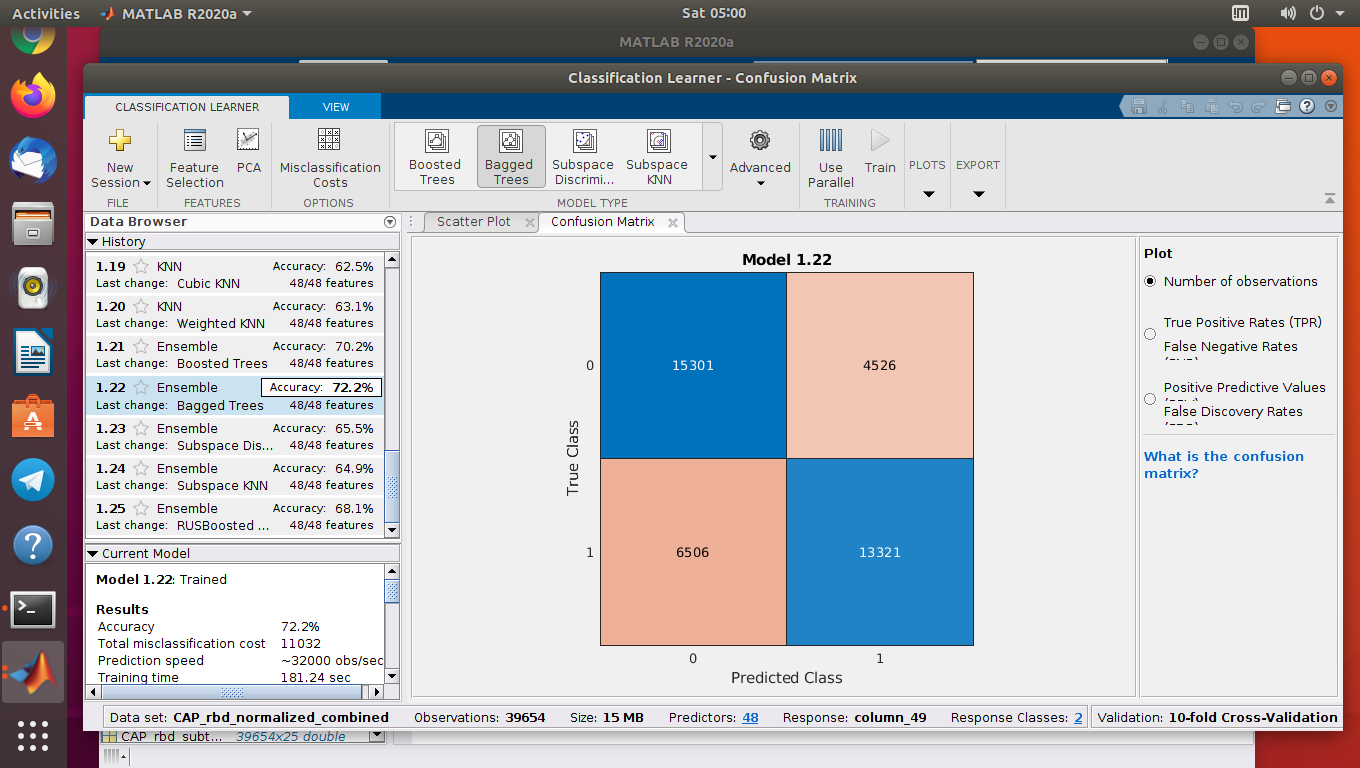 Activities MATLAB R2020a Sat 05:00
MATLAB R2020a
Classification Learner - Confusion Matrix
CLASSIFICATION LEARNER VIEW
New Session
Feature Selection
PCA
Misclassification Costs
Boosted Trees
Bagged Trees
Subspace Discrimi...
Subspace KNN
Advanced
Use Parallel
Train
PLOTS
EXPORT
FILE FEATURES OPTIONS MODEL TYPE TRAINING
Data Browser
Scatter Plot Confusion Matrix
History
1.19 KNN Accuracy: 62.5%
Last change: Cubic KNN 48/48 features
1.20 KNN Accuracy: 63.1%
Last change: Weighted KNN 48/48 features
1.21 Ensemble Accuracy: 70.2%
Last change: Boosted Trees 48/48 features
1.22 Ensemble Accuracy: 72.2%
Last change: Bagged Trees 48/48 features
1.23 Ensemble Accuracy: 65.5%
Last change: Subspace Dis... 48/48 features
1.24 Ensemble Accuracy: 64.9%
Last change: Subspace KNN 48/48 features
1.25 Ensemble Accuracy: 68.1%
Last change: RUSBoosted ... 48/48 features
Current Model
Model 1.22: Trained
Results
Accuracy 72.2%
Total misclassification cost 11032
Prediction speed ~32000 obs/sec
Training time 181.24 sec
Model 1.22
True Class
0 15301 4526
1 6506 13321
0 1
Predicted Class
Plot
Number of observations
True Positive Rates (TPR)
False Negative Rates
Positive Predictive Values
False Discovery Rates
What is the confusion
matrix?
Data set: CAP_rbd_normalized_combined Observations: 39654 Size: 15 MB Predictors: 48 Response: column_49 Response Classes: 2 Validation: 10-fold Cross-Validation
CAP_rbd_subt... 39654x25 double